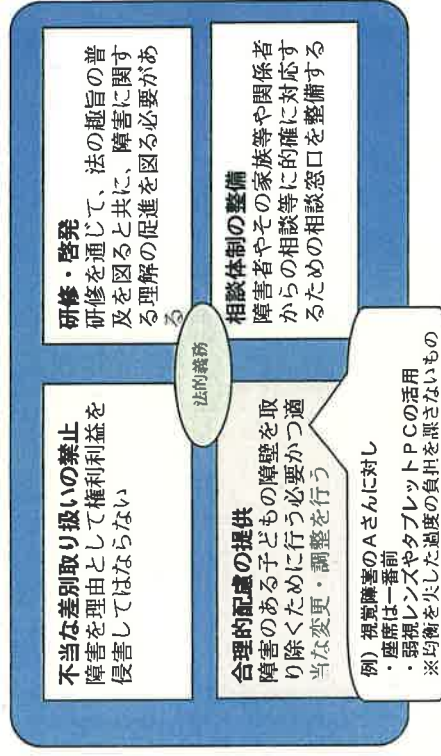 不当な差別取り扱いの禁止
障害を理由として権利利益を
侵害してはならない
研修・啓発
研修を通じて、法の趣旨の普
及を図ると共に、障害に関す
る理解の促進を図る必要があ
る
法的義務
合理的配慮の提供
障害のある子どもの障壁を取
り除くために行う必要かつ適
当な変更・調整を行う
相談体制の整備
障害者やその家族等や関係者
からの相談等に的確に対応す
るための相談窓口を整備する
例）視覚障害のAさんに対し
・座席は一番前
・弱視レンズやタブレットPCの活用
※均衡を失した過度の負担を課さないもの